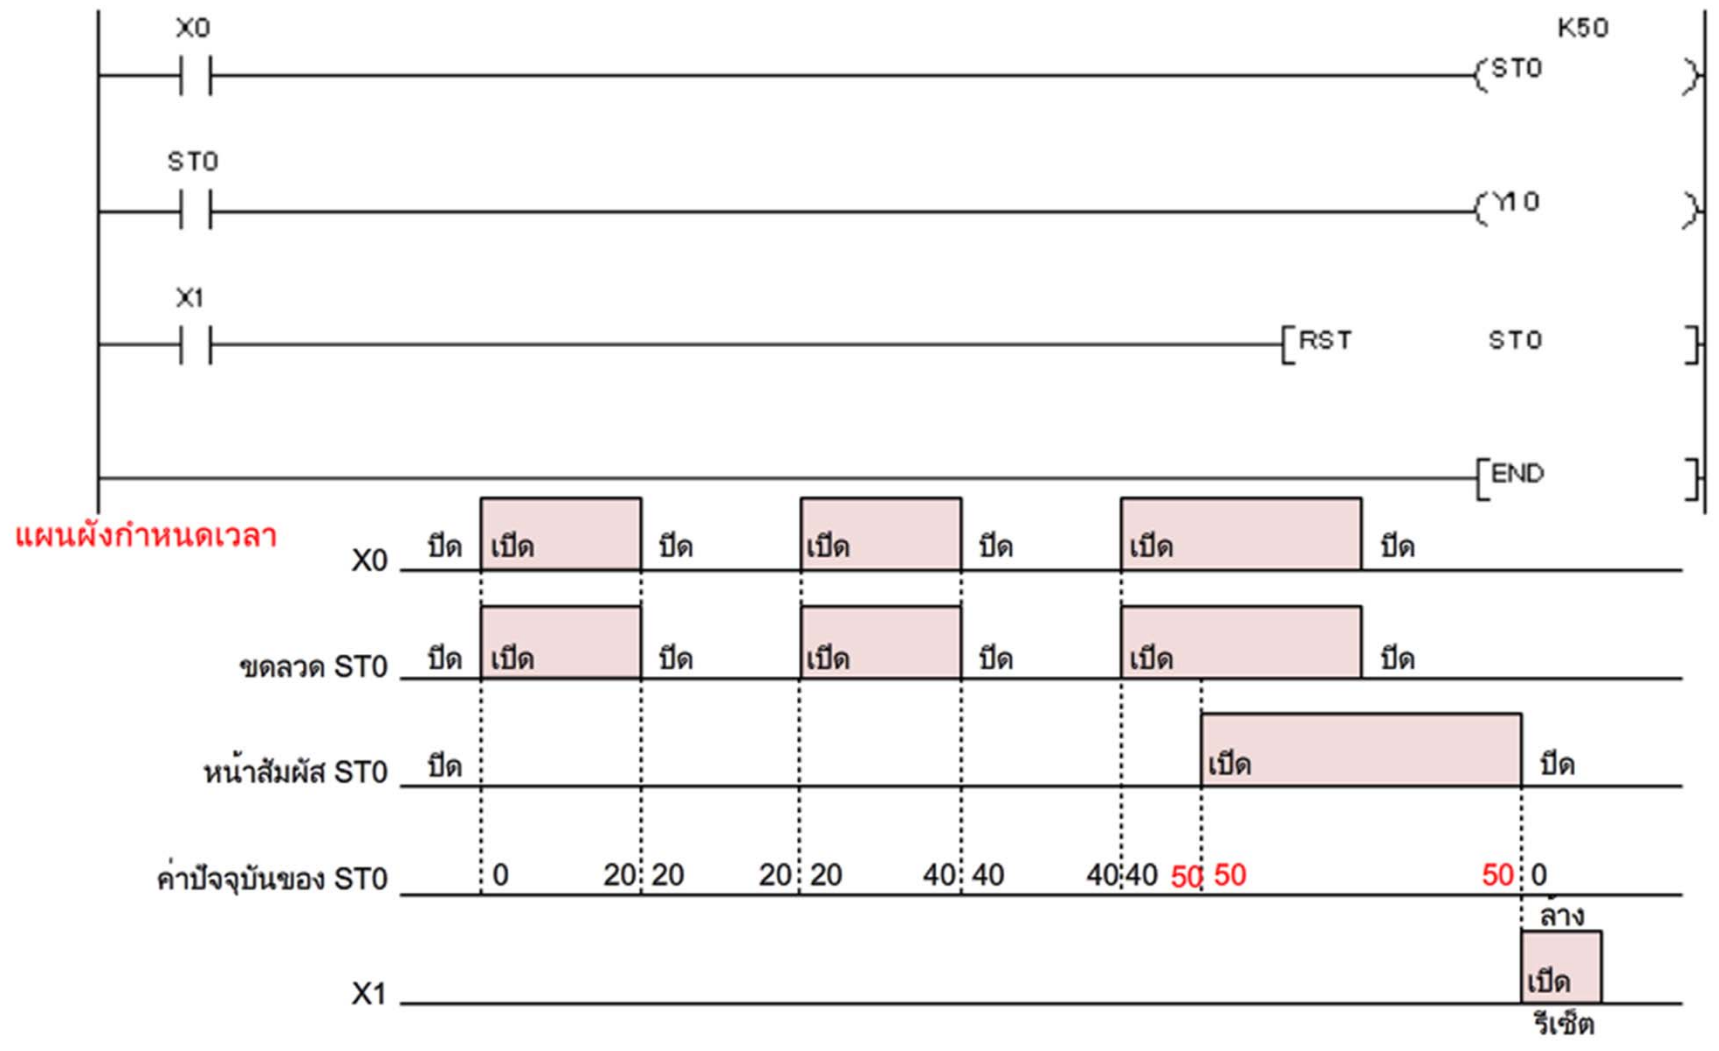 X0 K50
ST0
ST0
Y10
X1
RST ST0
END
แผนผังกำหนดเวลา
X0 ปิด เปิด ปิด เปิด ปิด เปิด ปิด
ขดลวด ST0 ปิด เปิด ปิด เปิด ปิด เปิด ปิด
หน้าสัมผัส ST0 ปิด เปิด ปิด
ค่าปัจจุบันของ ST0 0 20 20 20 20 40 40 40 40 50 50 50 0
ล้าง
X1 เปิด
รีเซ็ต